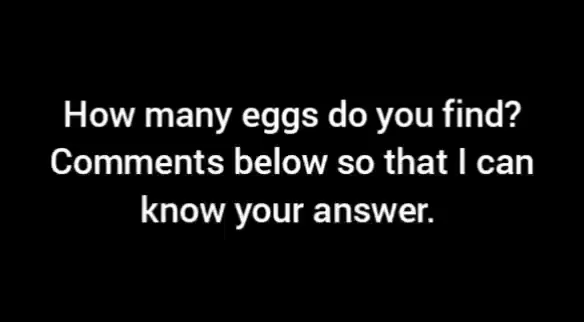 How many eggs do you find?
Comments below so that I can
know your answer.